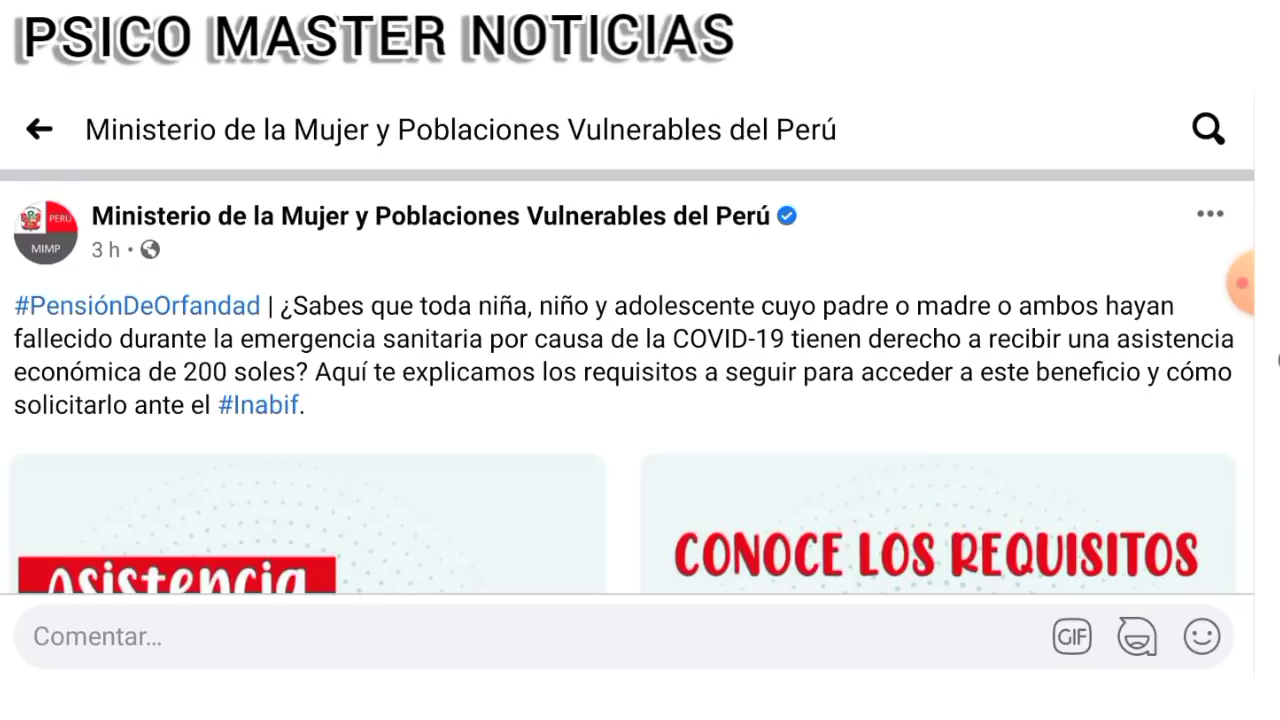 PSICO MASTER NOTICIAS
Ministerio de la Mujer y Poblaciones Vulnerables del Perú
Ministerio de la Mujer y Poblaciones Vulnerables del Perú
PERÚ
MIMP
3 h •
#PensiónDeOrfandad | ¿Sabes que toda niña, niño y adolescente cuyo padre o madre o ambos hayan
fallecido durante la emergencia sanitaria por causa de la COVID-19 tienen derecho a recibir una asistencia
económica de 200 soles? Aquí te explicamos los requisitos a seguir para acceder a este beneficio y cómo
solicitarlo ante el #Inabif.
Asistencia
CONOCE LOS REQUISITOS
Comentar...
GIF